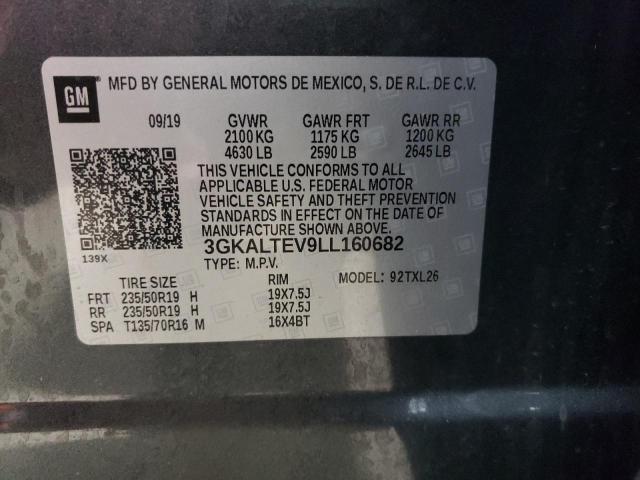 GM
MFD BY GENERAL MOTORS DE MEXICO, S. DE R.L. DE C.V.
09/19 GVWR GAWR FRT GAWR RR
2100 KG 1175 KG 1200 KG
4630 LB 2590 LB 2645 LB
THIS VEHICLE CONFORMS TO ALL
APPLICABLE U.S. FEDERAL MOTOR
VEHICLE SAFETY AND THEFT PREVENTION
STANDARDS IN EFFECT ON THE DATE OF
MANUFACTURE SHOWN ABOVE.
3GKALTEV9LL160682
139X
TYPE: M.P.V. MODEL: 92TXL26
TIRE SIZE RIM
FRT 235/50R19 H 19X7.5J
RR 235/50R19 H 19X7.5J
SPA T135/70R16 M 16X4BT